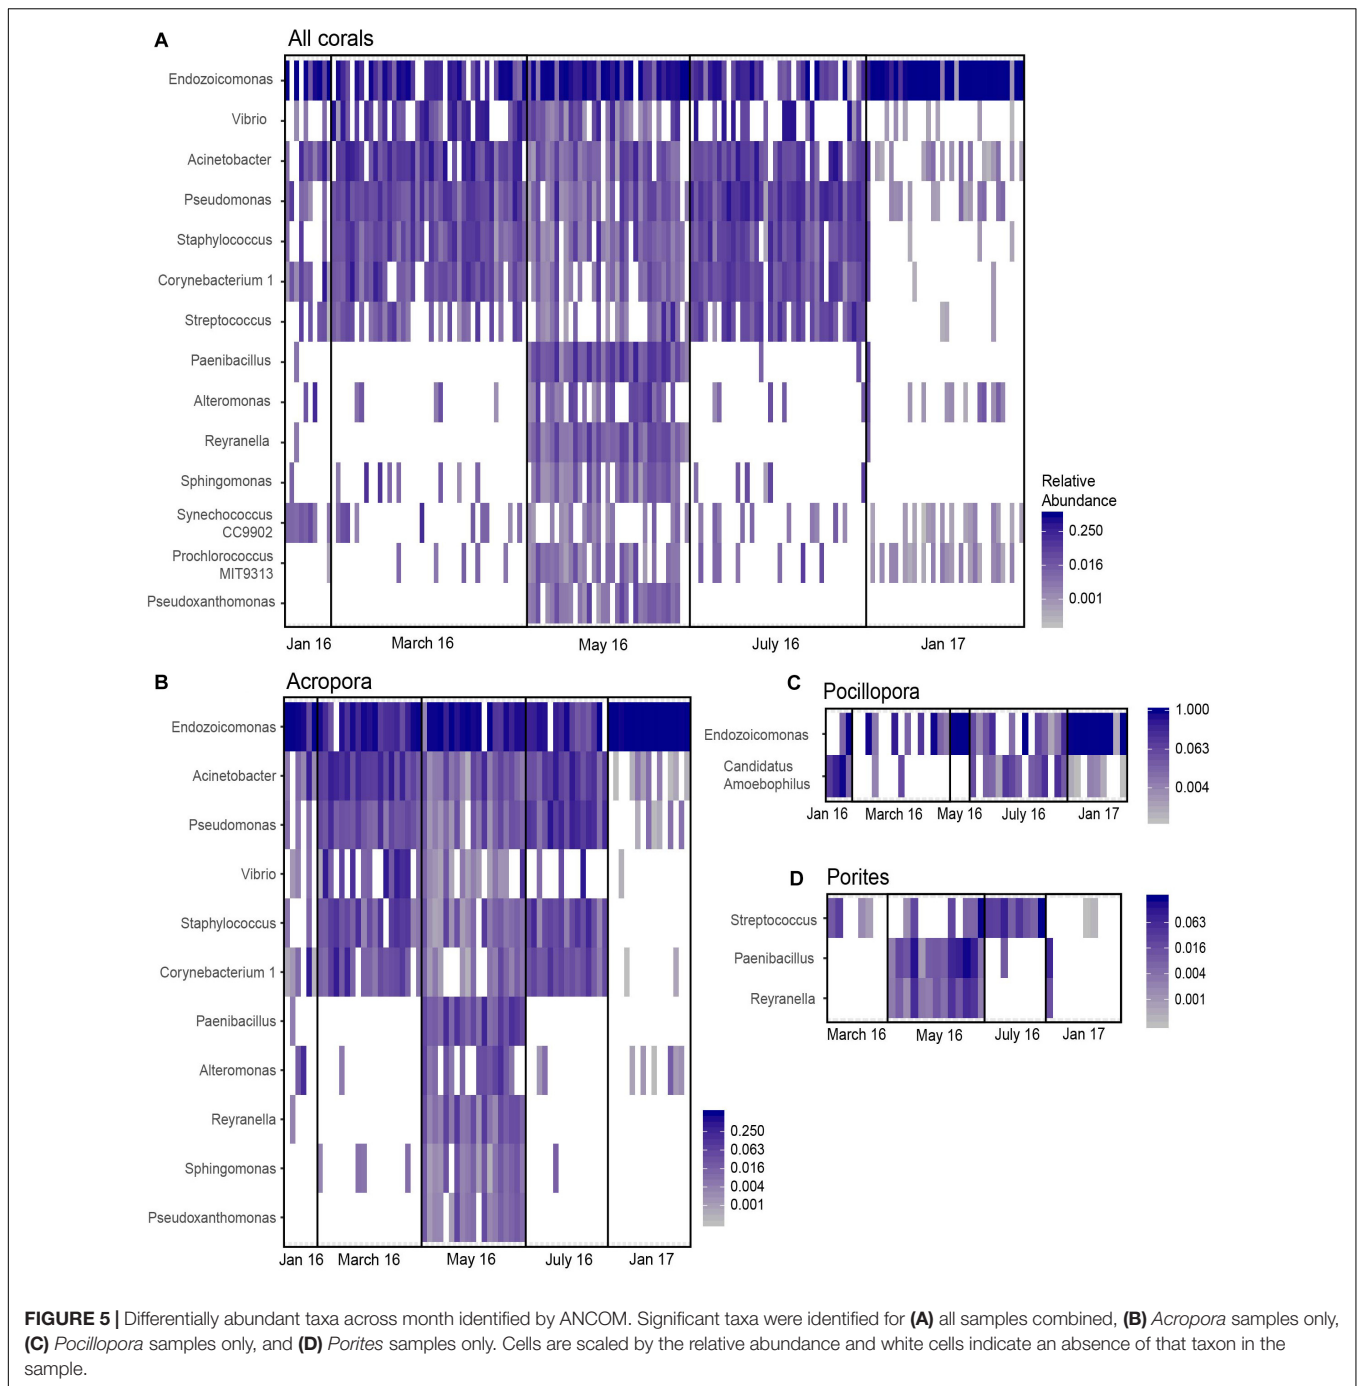 A
All corals
Endozoicomonas
Vibrio
Acinetobacter
Pseudomonas
Staphylococcus
Corynebacterium 1
Streptococcus
Paenibacillus
Alteromonas
Reyranella
Sphingomonas
Synechococcus
CC9902
Prochlorococcus
MIT9313
Pseudoxanthomonas
Jan 16 March 16 May 16 July 16 Jan 17
Relative
Abundance
0.250
0.016
0.001
B
Acropora
Endozoicomonas
Acinetobacter
Pseudomonas
Vibrio
Staphylococcus
Corynebacterium 1
Paenibacillus
Alteromonas
Reyranella
Sphingomonas
Pseudoxanthomonas
Jan 16 March 16 May 16 July 16 Jan 17
0.250
0.063
0.016
0.004
0.001
C
Pocillopora
Endozoicomonas
Candidatus
Amoebophilus
Jan 16 March 16 May 16 July 16 Jan 17
1.000
0.063
0.004
D
Porites
Streptococcus
Paenibacillus
Reyranella
March 16 May 16 July 16 Jan 17
0.063
0.016
0.004
0.001
FIGURE 5 | Differentially abundant taxa across month identified by ANCOM. Significant taxa were identified for (A) all samples combined, (B) Acropora samples only,
(C) Pocillopora samples only, and (D) Porites samples only. Cells are scaled by the relative abundance and white cells indicate an absence of that taxon in the
sample.